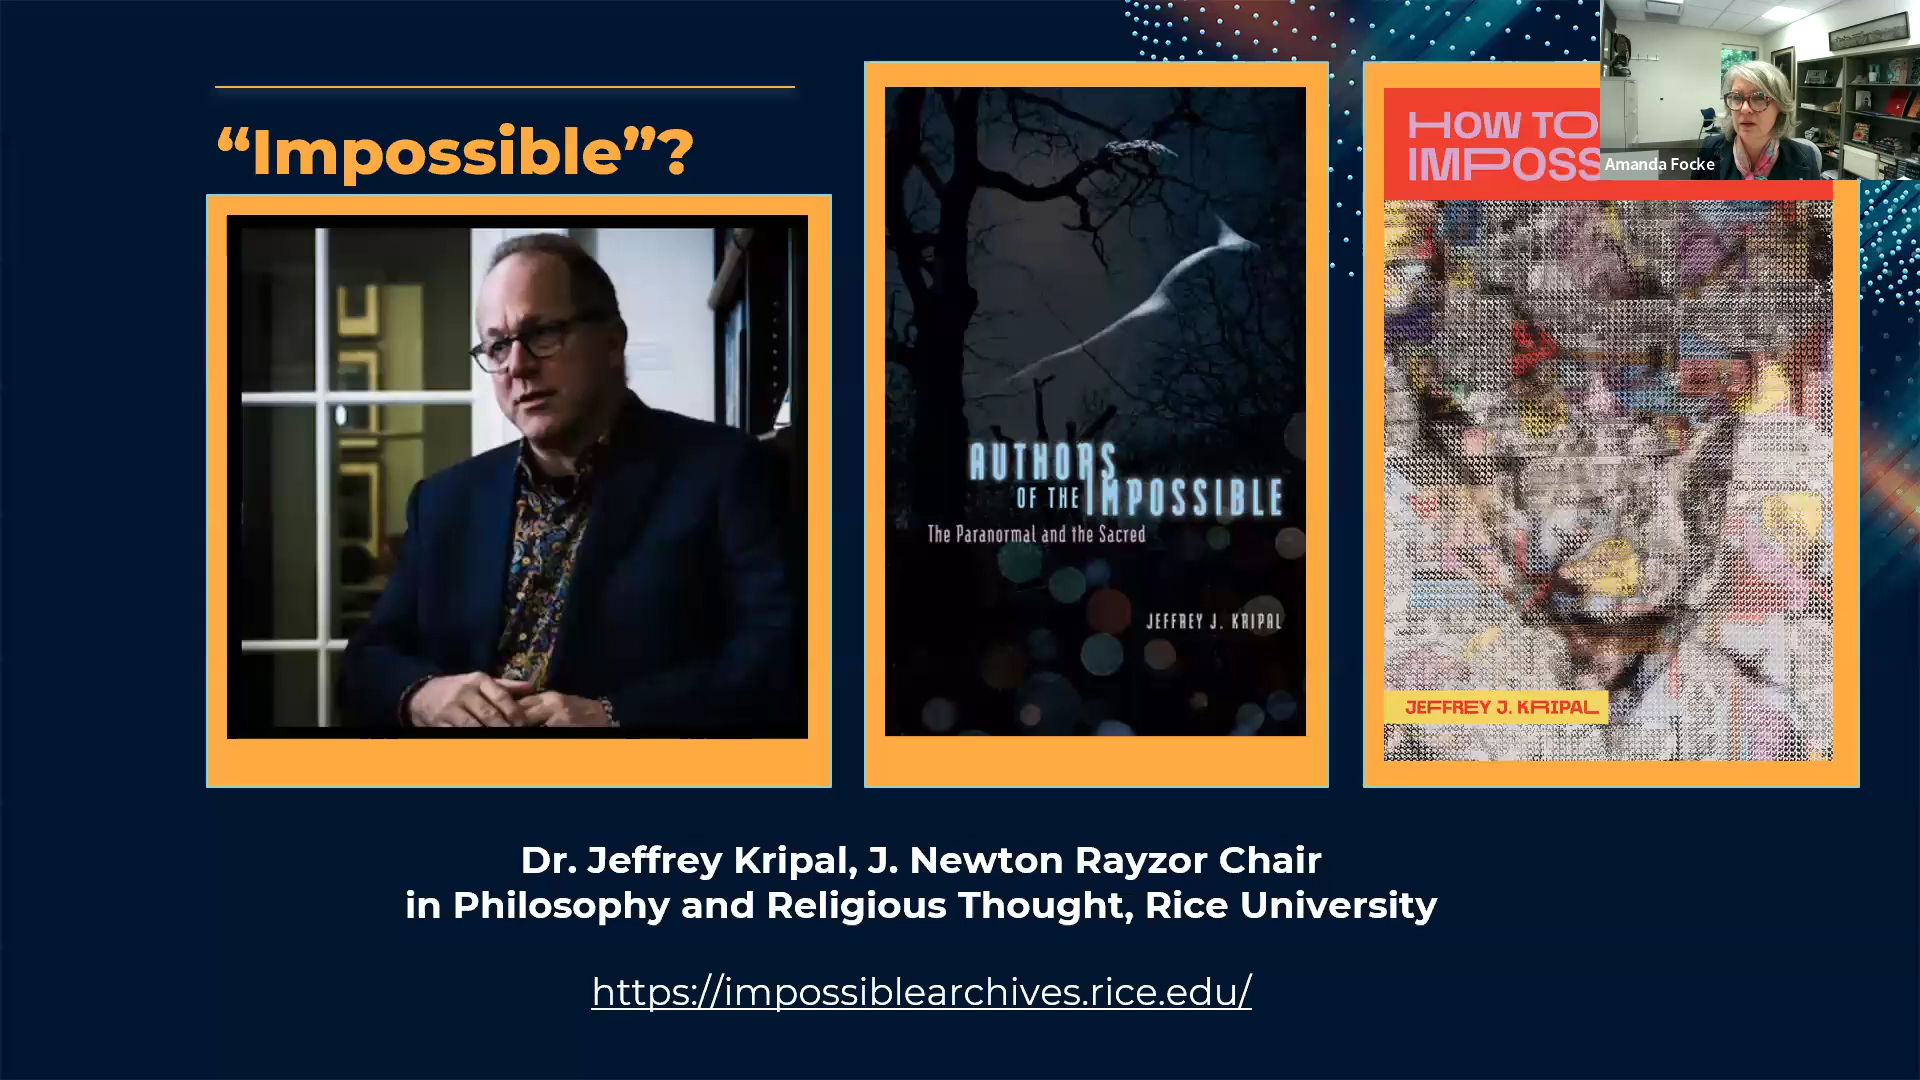 “Impossible”?
AUTHORS
OF THE IMPOSSIBLE
The Paranormal and the Sacred
JEFFREY J. KRIPAL
HOW TO
IMPOSS
JEFFREY J. KRIPAL
Amanda Focke
Dr. Jeffrey Kripal, J. Newton Rayzor Chair
in Philosophy and Religious Thought, Rice University
https://impossiblearchives.rice.edu/